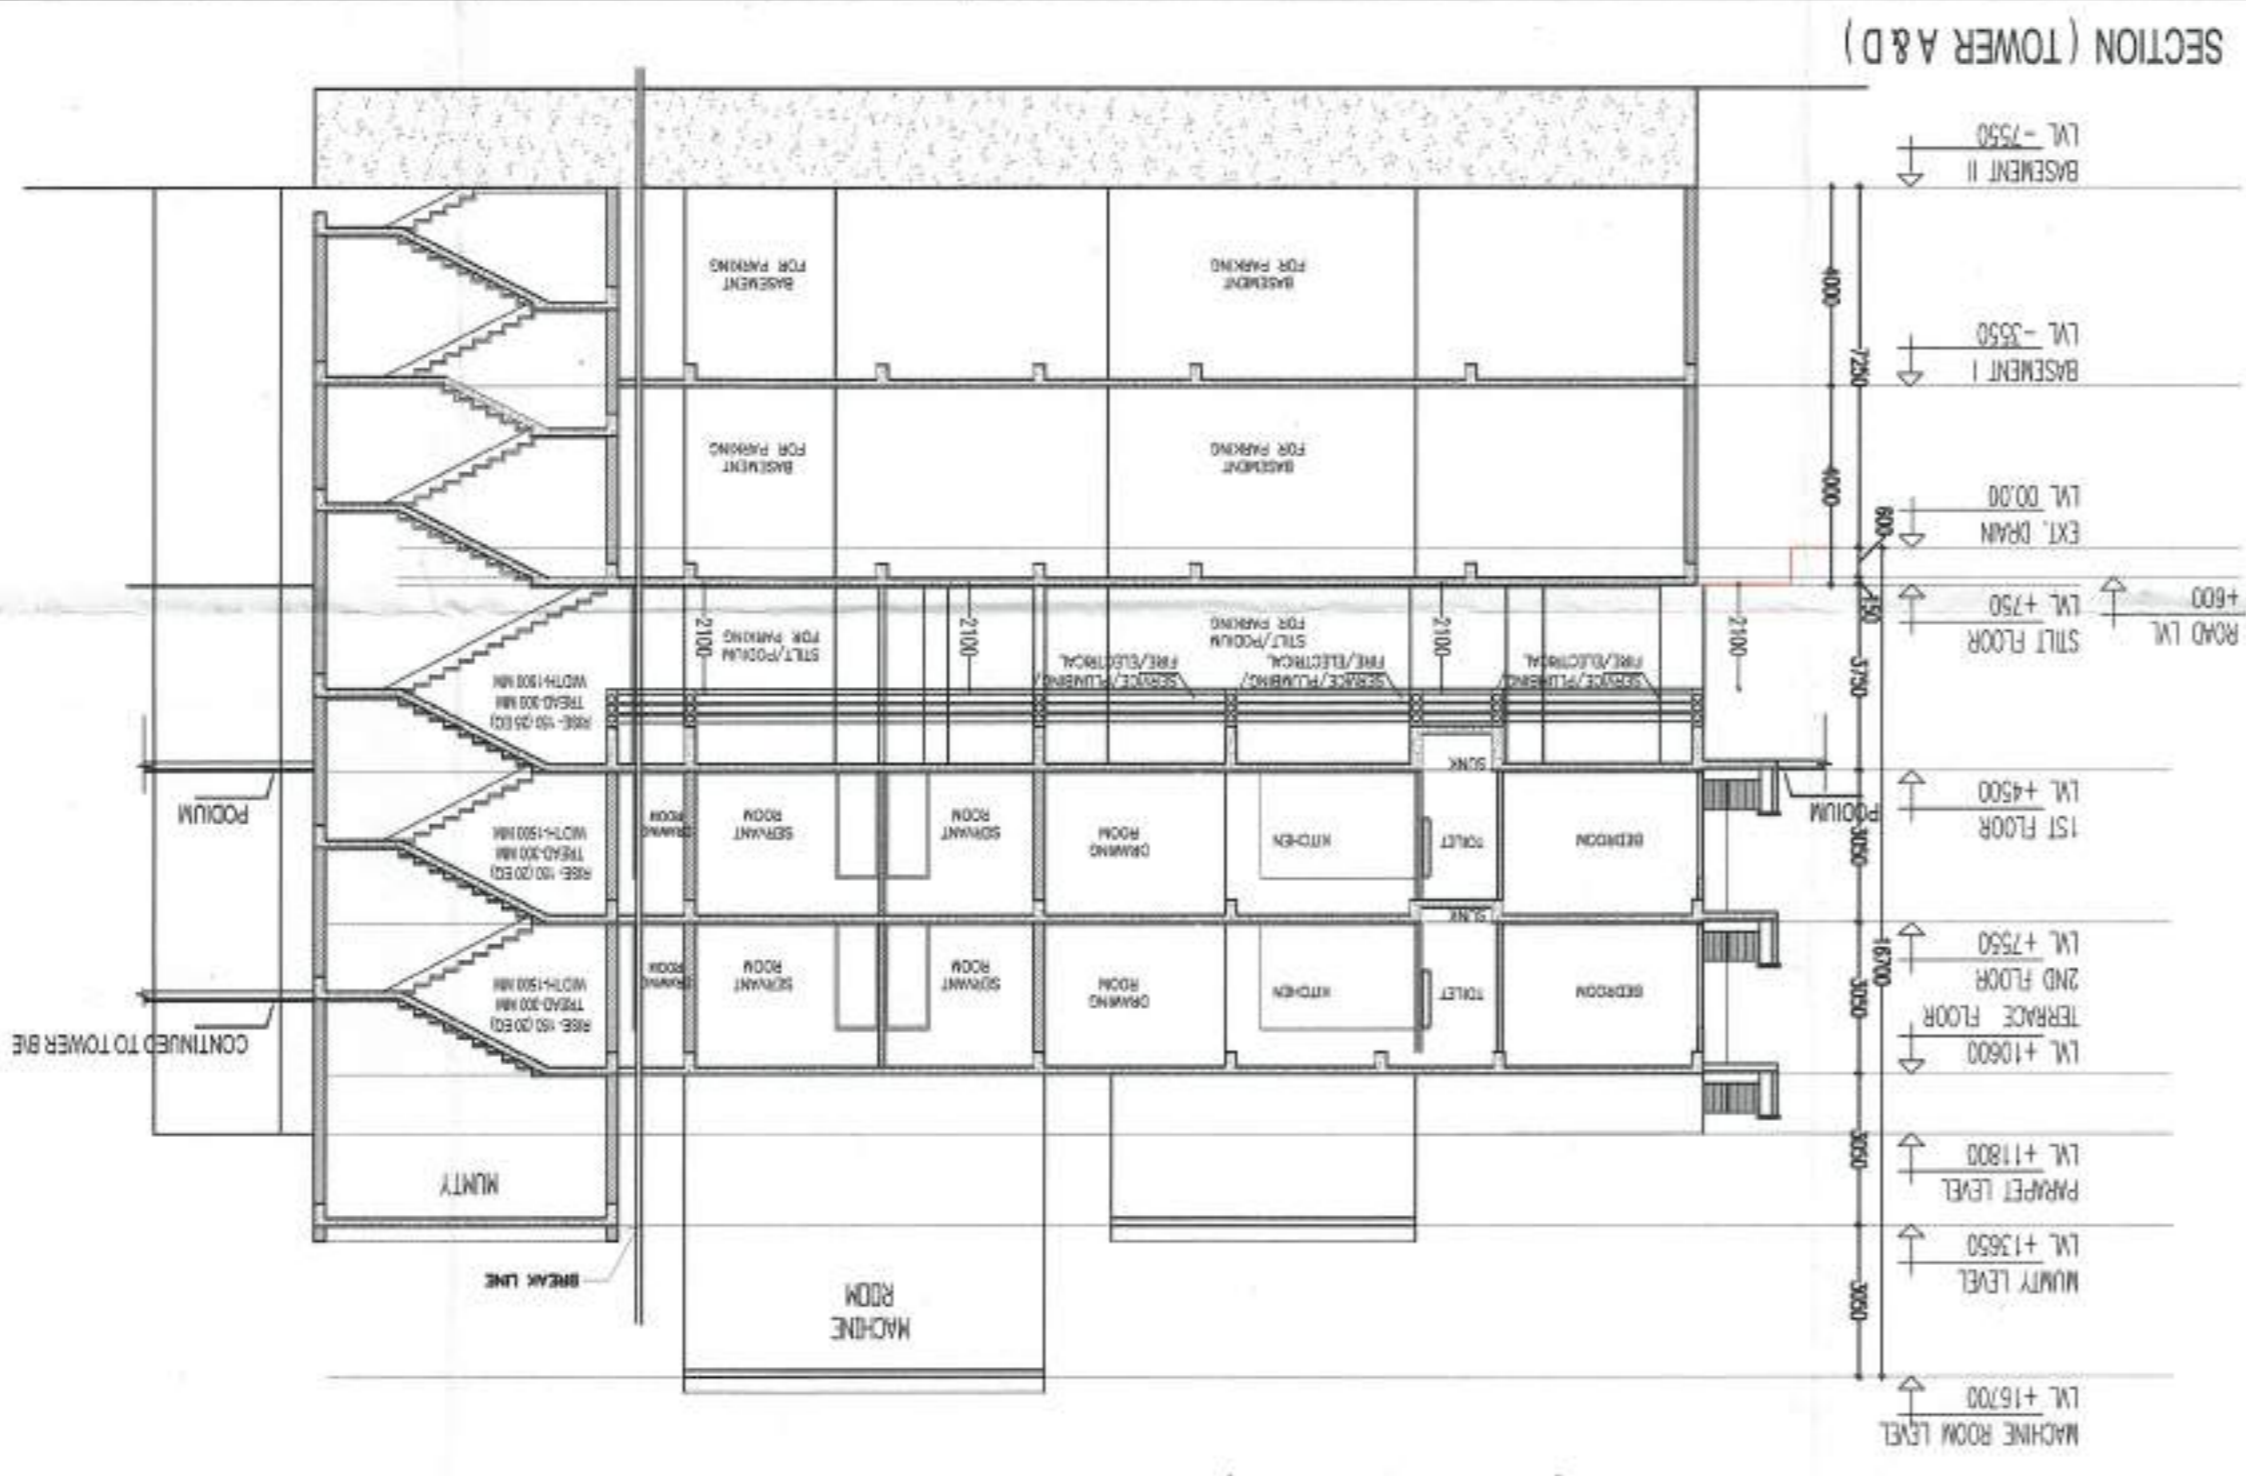 MACHINE ROOM LEVEL
LVL +16700
MUMTY LEVEL
LVL +13650
PARAPET LEVEL
LVL +11800
LVL +10600
TERRACE FLOOR
2ND FLOOR
LVL +7550
1ST FLOOR
LVL +4500
ROAD LVL
+600
STILT FLOOR
LVL +750
EXT. DRAIN
LVL 00.00
BASEMENT I
LVL -3550
BASEMENT II
LVL -7550
16700
3050
3050
3050
3050
3750
150
600
4000
7250
4000
MACHINE
ROOM
BREAK LINE
MUMTY
CONTINUED TO TOWER
BEDROOM
TOILET
KITCHEN
DRAWING
ROOM
SERVANT
ROOM
SERVANT
ROOM
DRAWING
ROOM
RISE- 150 (20 EQ)
TREAD-300 MM
WIDTH-1500 MM
SUNK
PODIUM
BEDROOM
TOILET
KITCHEN
DRAWING
ROOM
SERVANT
ROOM
SERVANT
ROOM
DRAWING
ROOM
RISE- 150 (20 EQ)
TREAD-300 MM
WIDTH-1500 MM
PODIUM
SUNK
RISE- 150 (25 EQ)
TREAD-300 MM
WIDTH-1500 MM
SERVICE/PLUMBING/
FIRE/ELECTRICAL
SERVICE/PLUMBING/
FIRE/ELECTRICAL
SERVICE/PLUMBING/
FIRE/ELECTRICAL
2100
2100
STILT/PODIUM
FOR PARKING
2100
STILT/PODIUM
FOR PARKING
2100
BASEMENT
FOR PARKING
BASEMENT
FOR PARKING
BASEMENT
FOR PARKING
BASEMENT
FOR PARKING
SECTION ( TOWER A & D )